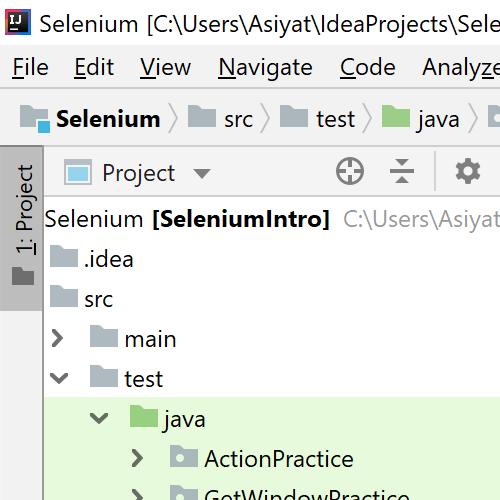 IJ Selenium [C:\Users\Asiyat\IdeaProjects\Sele
File Edit View Navigate Code Analyze
Selenium src test java
1: Project
Project
Selenium [SeleniumIntro] C:\Users\Asiyat
.idea
src
main
test
java
ActionPractice
GetWindowPractice